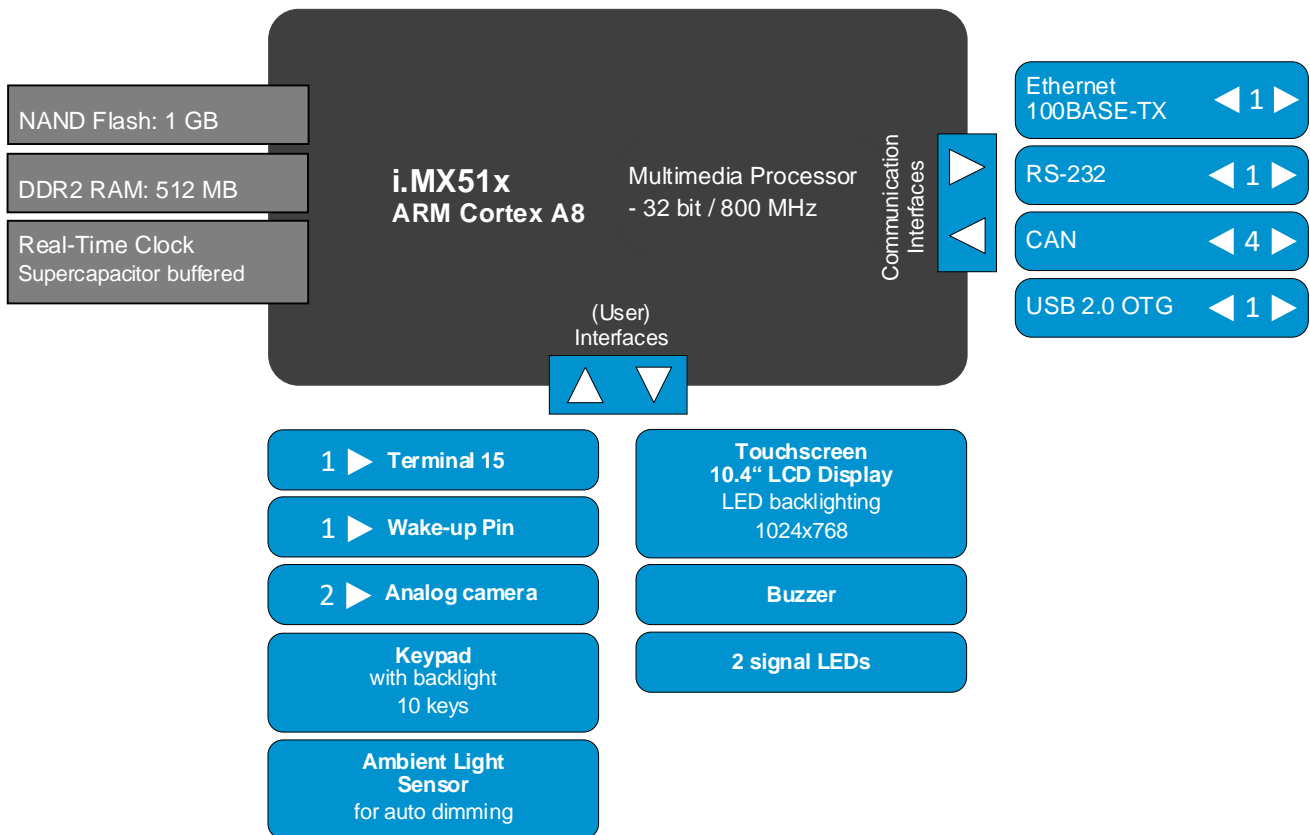 NAND Flash: 1 GB
DDR2 RAM: 512 MB
Real-Time Clock
Supercapacitor buffered
i.MX51x
ARM Cortex A8
Multimedia Processor
- 32 bit / 800 MHz
Communication
Interfaces
Ethernet
100BASE-TX
1
RS-232
1
CAN
4
USB 2.0 OTG
1
(User)
Interfaces
1 Terminal 15
1 Wake-up Pin
2 Analog camera
Keypad
with backlight
10 keys
Ambient Light
Sensor
for auto dimming
Touchscreen
10.4“ LCD Display
LED backlighting
1024x768
Buzzer
2 signal LEDs